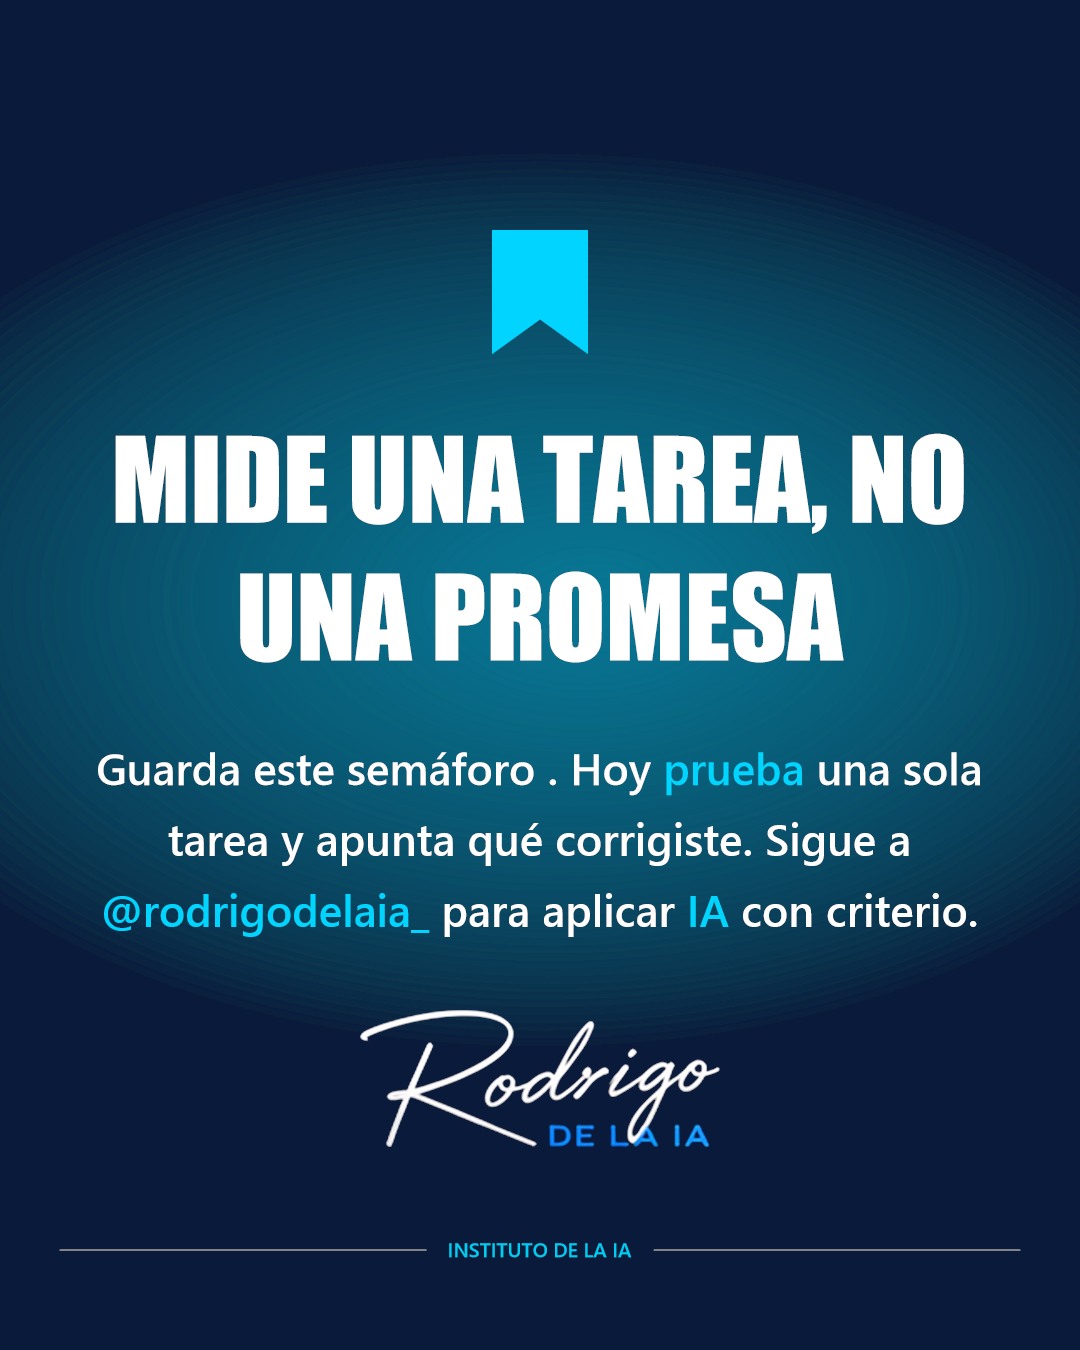 MIDE UNA TAREA, NO
UNA PROMESA
Guarda este semáforo . Hoy prueba una sola
tarea y apunta qué corrigiste. Sigue a
@rodrigodelaia_ para aplicar IA con criterio.
Rodrigo
DE LA IA
INSTITUTO DE LA IA